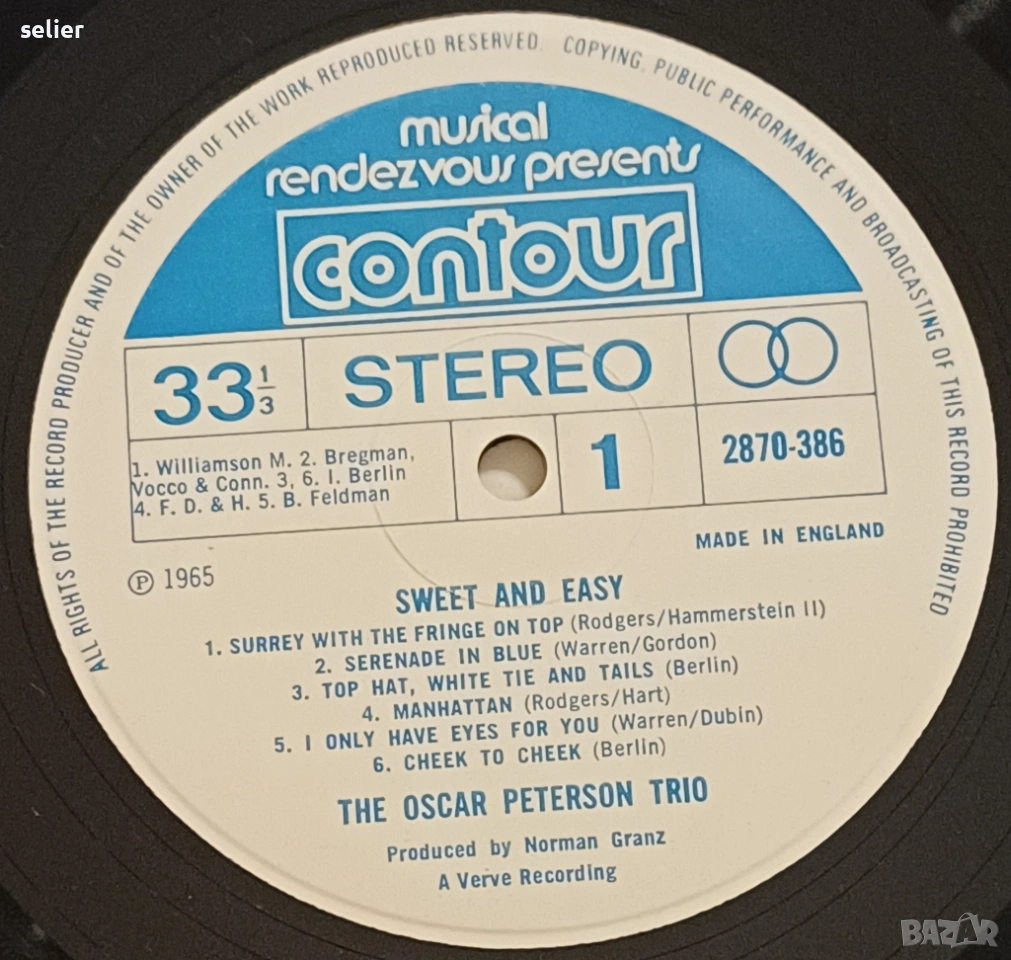 selier
ALL RIGHTS OF THE RECORD PRODUCER AND OF THE OWNER OF THE WORK REPRODUCED RESERVED. COPYING, PUBLIC PERFORMANCE AND BROADCASTING OF THIS RECORD PROHIBITED
musical
rendezvous presents
contour
33 1/3 STEREO
1. Williamson M. 2. Bregman,
Vocco & Conn. 3, 6. I. Berlin
4. F. D. & H. 5. B. Feldman
1
2870-386
MADE IN ENGLAND
℗ 1965
SWEET AND EASY
1. SURREY WITH THE FRINGE ON TOP (Rodgers/Hammerstein II)
2. SERENADE IN BLUE (Warren/Gordon)
3. TOP HAT, WHITE TIE AND TAILS (Berlin)
4. MANHATTAN (Rodgers/Hart)
5. I ONLY HAVE EYES FOR YOU (Warren/Dubin)
6. CHEEK TO CHEEK (Berlin)
THE OSCAR PETERSON TRIO
Produced by Norman Granz
A Verve Recording
BAZAR